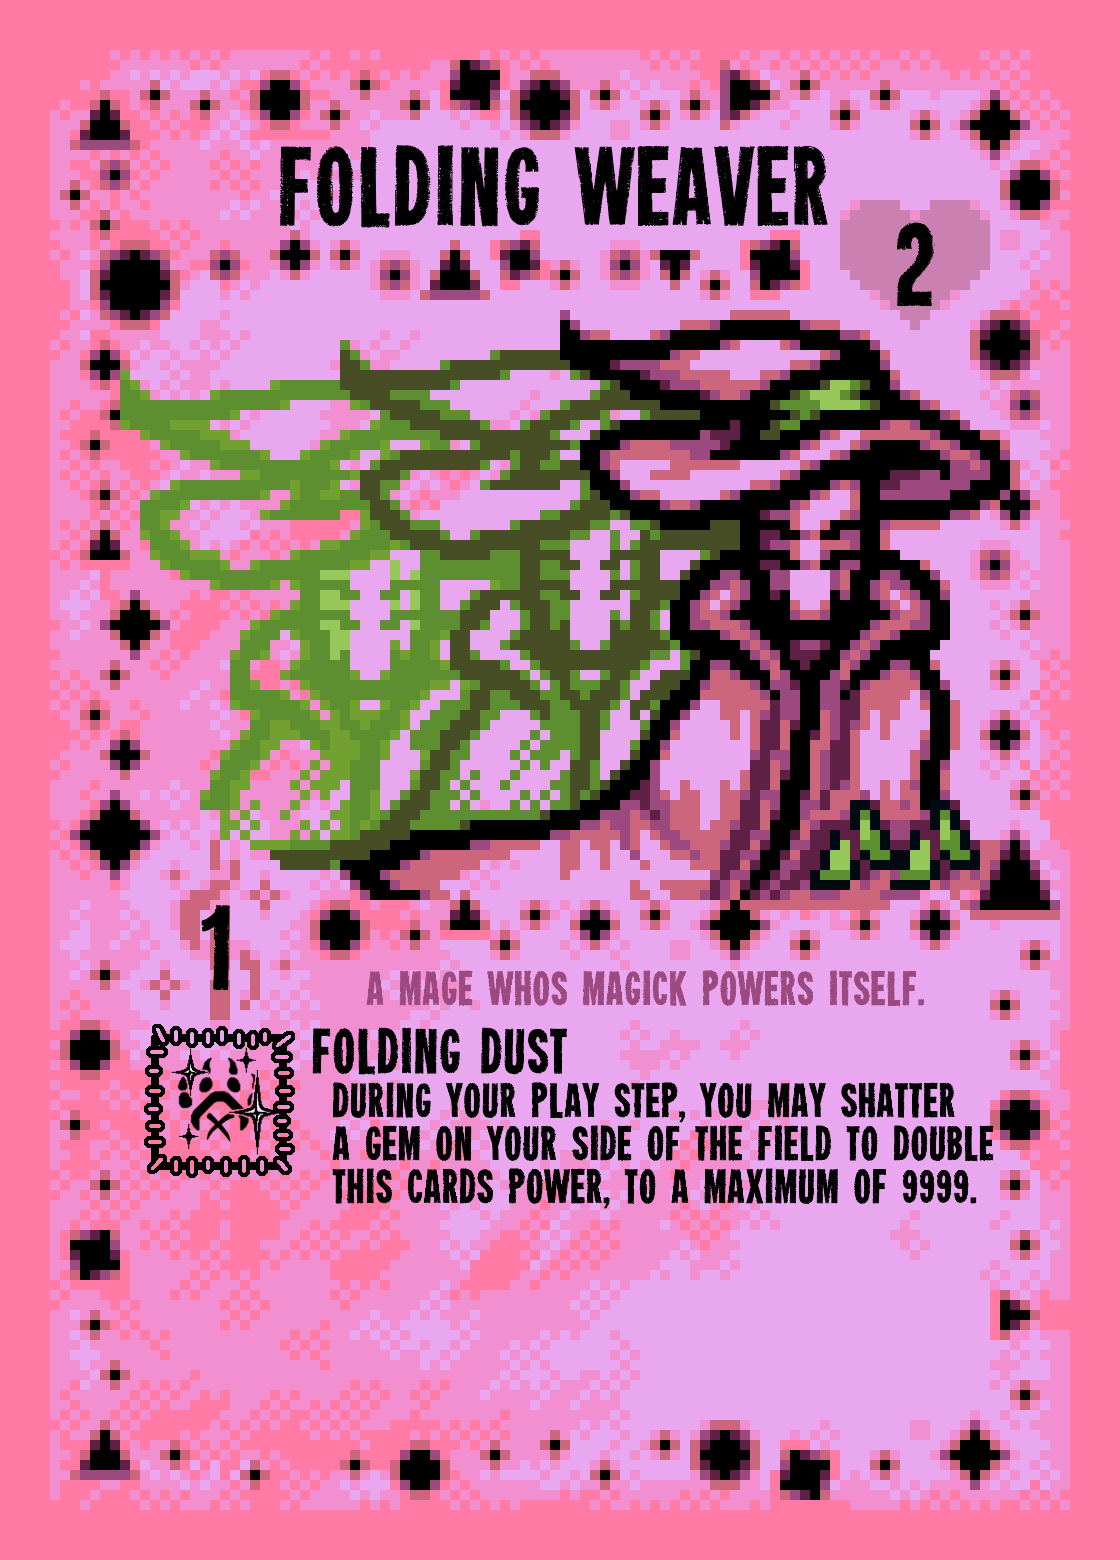 FOLDING WEAVER
2
1
A MAGE WHOS MAGICK POWERS ITSELF.
FOLDING DUST
DURING YOUR PLAY STEP, YOU MAY SHATTER
A GEM ON YOUR SIDE OF THE FIELD TO DOUBLE
THIS CARDS POWER, TO A MAXIMUM OF 9999.